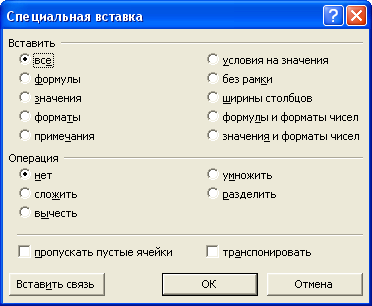 Специальная вставка
Вставить
все
условия на значения
формулы
без рамки
значения
ширины столбцов
форматы
формулы и форматы чисел
примечания
значения и форматы чисел
Операция
нет
умножить
сложить
разделить
вычесть
пропускать пустые ячейки
транспонировать
Вставить связь
ОК
Отмена